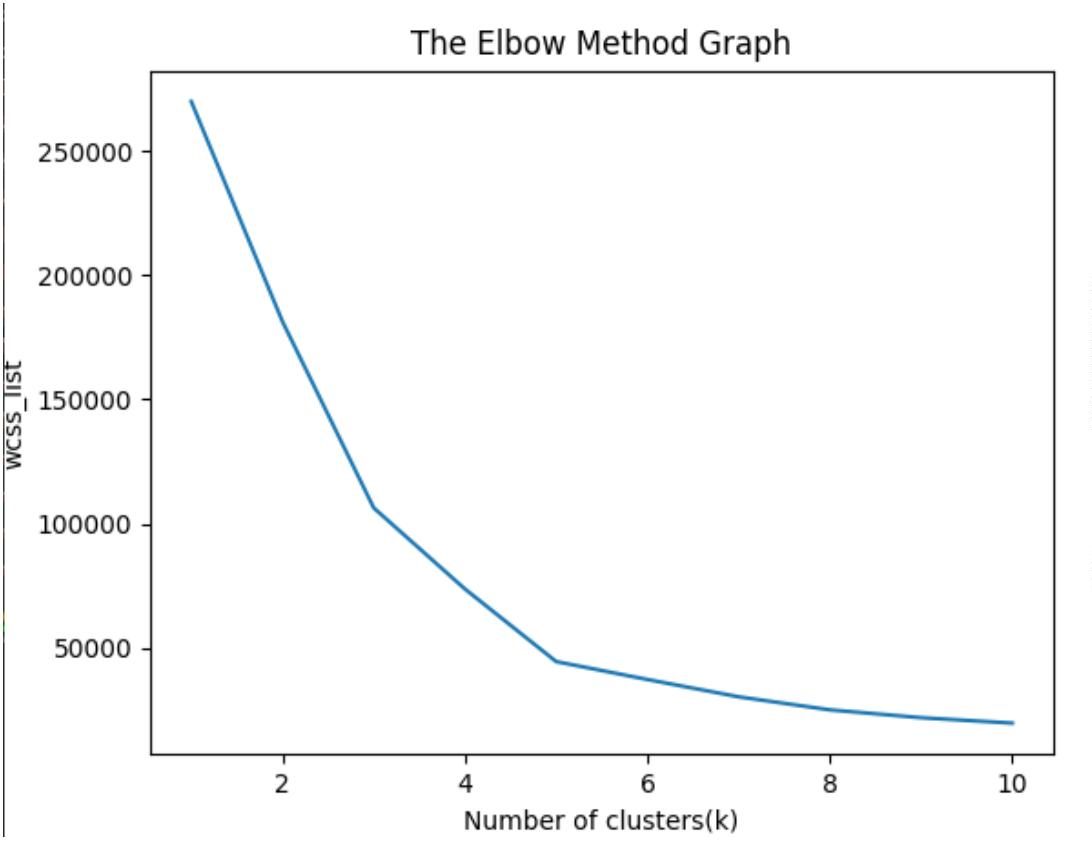 The Elbow Method Graph
250000
200000
150000
100000
50000
wcss_list
2 4 6 8 10
Number of clusters(k)